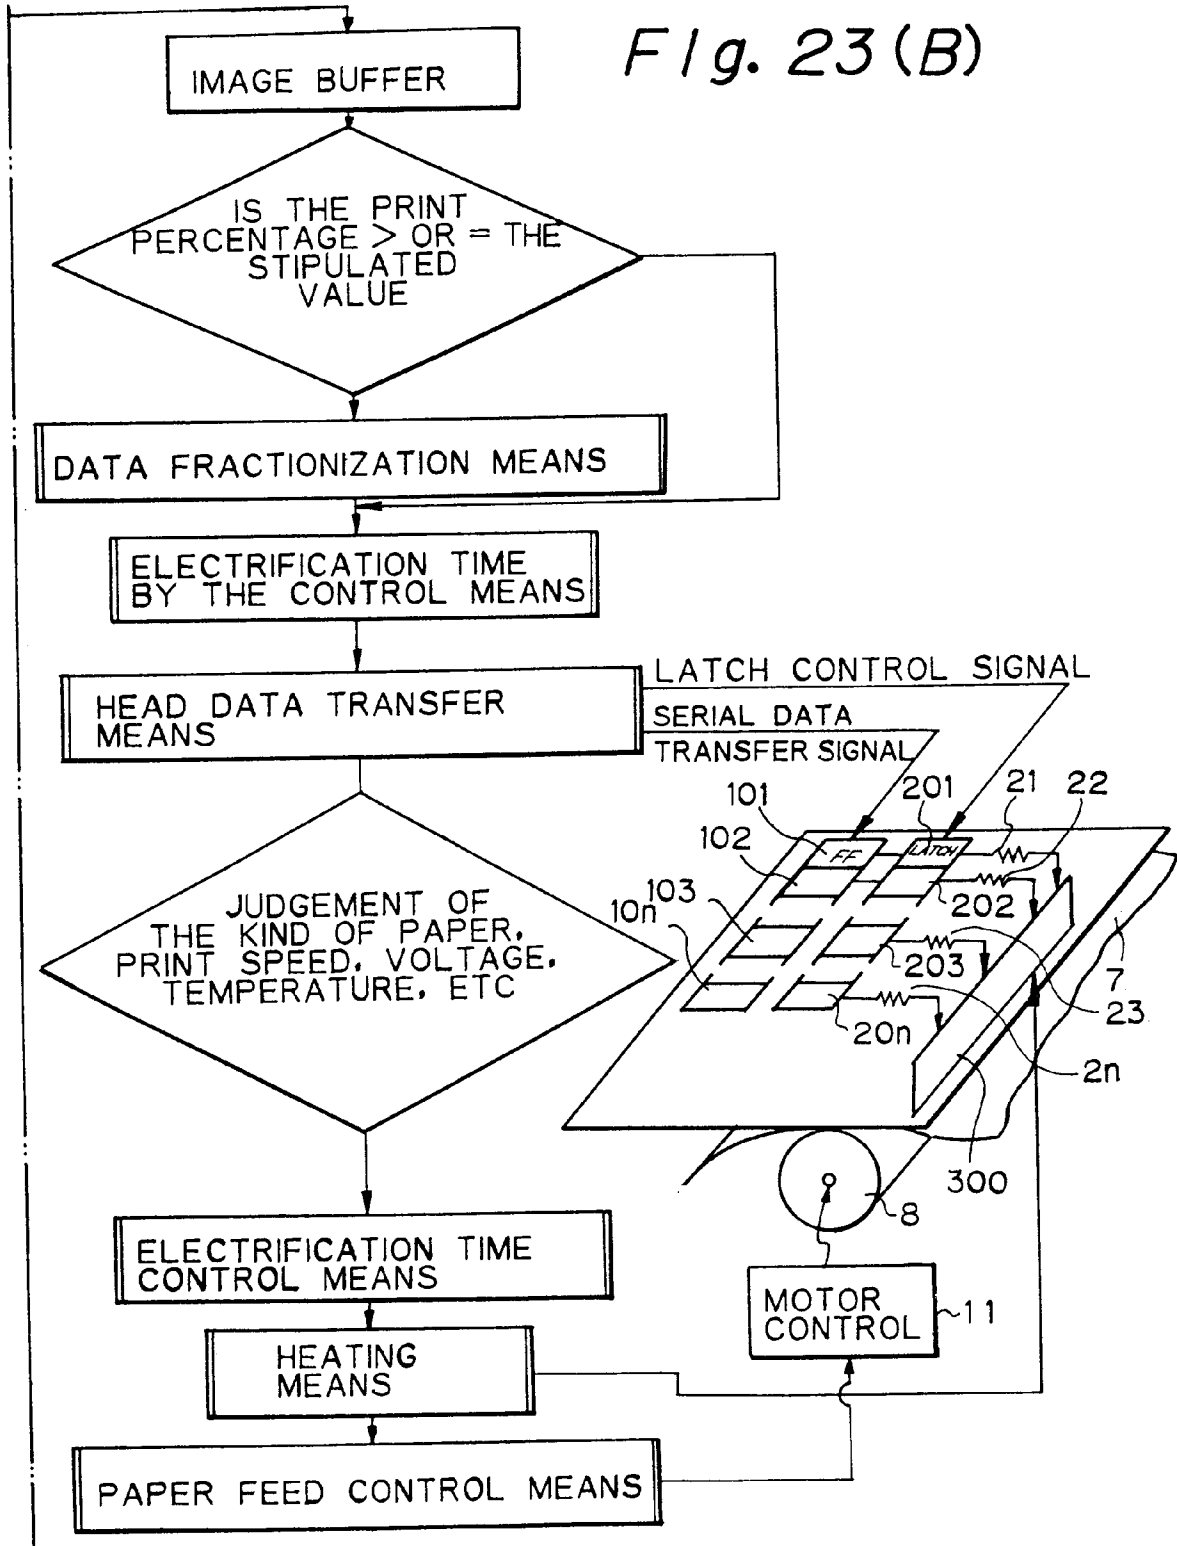 FIg. 23 (B)
IMAGE BUFFER
IS THE PRINT
PERCENTAGE > OR = THE
STIPULATED
VALUE
DATA FRACTIONIZATION MEANS
ELECTRIFICATION TIME
BY THE CONTROL MEANS
HEAD DATA TRANSFER
MEANS
LATCH CONTROL SIGNAL
SERIAL DATA
TRANSFER SIGNAL
101
201
21
22
102
FF
LATCH
103
202
10n
203
7
20n
23
2n
JUDGEMENT OF
THE KIND OF PAPER,
PRINT SPEED, VOLTAGE,
TEMPERATURE, ETC
300
8
ELECTRIFICATION TIME
CONTROL MEANS
MOTOR
CONTROL
11
HEATING
MEANS
PAPER FEED CONTROL MEANS